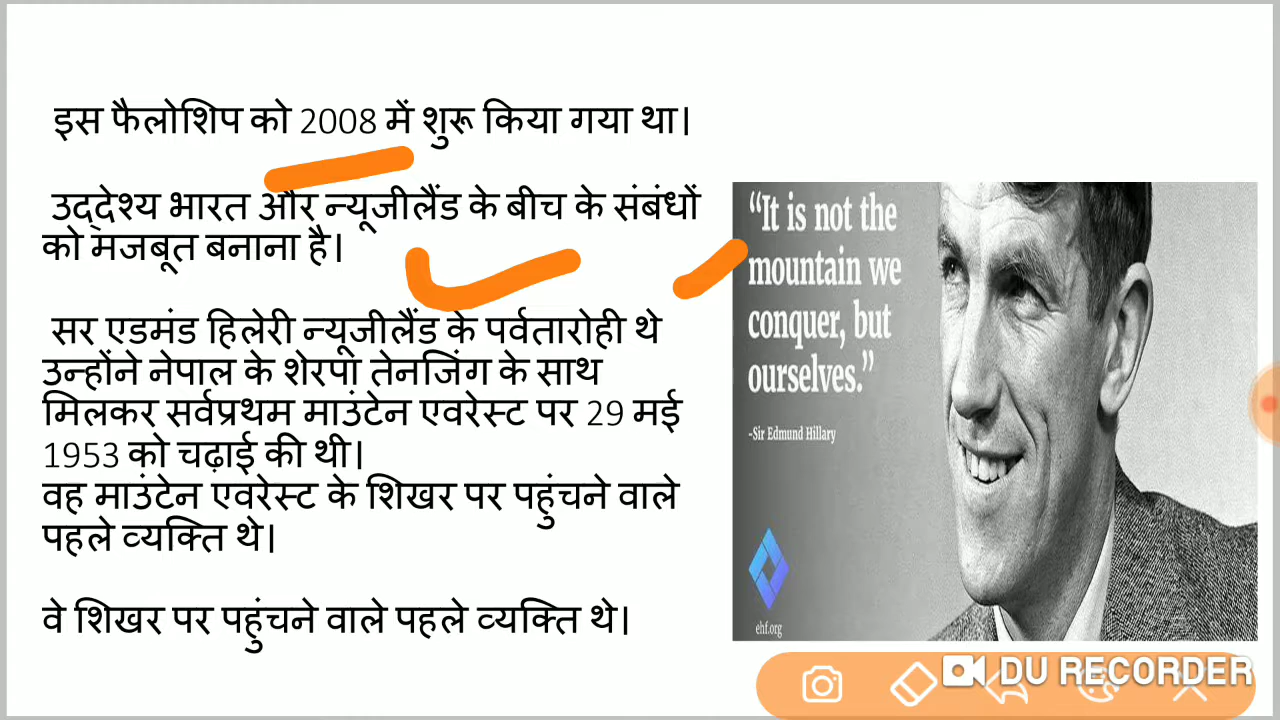 इस फैलोशिप को 2008 में शुरू किया गया था।
उद्देश्य भारत और न्यूजीलैंड के बीच के संबंधों
को मजबूत बनाना है।
सर एडमंड हिलेरी न्यूजीलैंड के पर्वतारोही थे
उन्होंने नेपाल के शेरपा तेनजिंग के साथ
मिलकर सर्वप्रथम माउंटेन एवरेस्ट पर 29 मई
1953 को चढ़ाई की थी।
वह माउंटेन एवरेस्ट के शिखर पर पहुंचने वाले
पहले व्यक्ति थे।
वे शिखर पर पहुंचने वाले पहले व्यक्ति थे।
“It is not the
mountain we
conquer, but
ourselves.”
-Sir Edmund Hillary
ehf.org
DU RECORDER